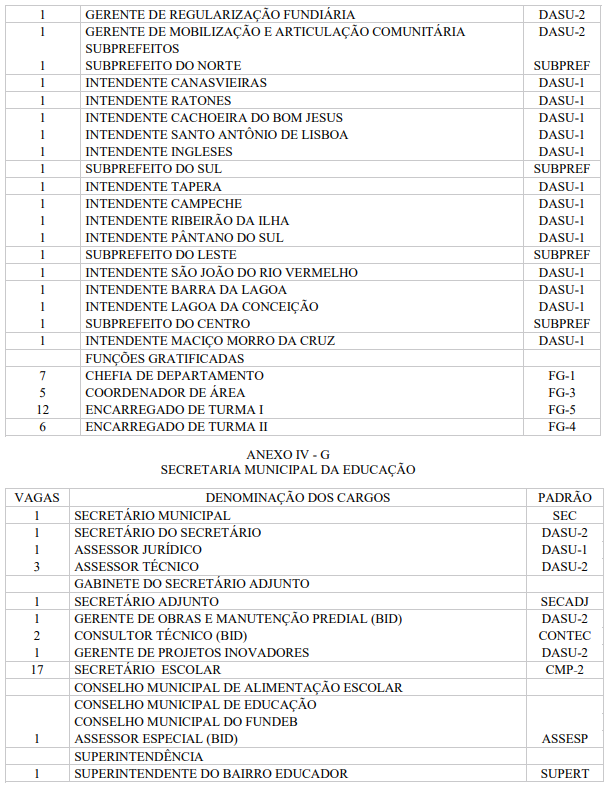 1 GERENTE DE REGULARIZAÇÃO FUNDIÁRIA DASU-2
1 GERENTE DE MOBILIZAÇÃO E ARTICULAÇÃO COMUNITÁRIA DASU-2
SUBPREFEITOS
1 SUBPREFEITO DO NORTE SUBPREF
1 INTENDENTE CANASVIEIRAS DASU-1
1 INTENDENTE RATONES DASU-1
1 INTENDENTE CACHOEIRA DO BOM JESUS DASU-1
1 INTENDENTE SANTO ANTÔNIO DE LISBOA DASU-1
1 INTENDENTE INGLESES DASU-1
1 SUBPREFEITO DO SUL SUBPREF
1 INTENDENTE TAPERA DASU-1
1 INTENDENTE CAMPECHE DASU-1
1 INTENDENTE RIBEIRÃO DA ILHA DASU-1
1 INTENDENTE PÂNTANO DO SUL DASU-1
1 SUBPREFEITO DO LESTE SUBPREF
1 INTENDENTE SÃO JOÃO DO RIO VERMELHO DASU-1
1 INTENDENTE BARRA DA LAGOA DASU-1
1 INTENDENTE LAGOA DA CONCEIÇÃO DASU-1
1 SUBPREFEITO DO CENTRO SUBPREF
1 INTENDENTE MACIÇO MORRO DA CRUZ DASU-1
FUNÇÕES GRATIFICADAS
7 CHEFIA DE DEPARTAMENTO FG-1
5 COORDENADOR DE ÁREA FG-3
12 ENCARREGADO DE TURMA I FG-5
6 ENCARREGADO DE TURMA II FG-4
ANEXO IV - G
SECRETARIA MUNICIPAL DA EDUCAÇÃO
VAGAS DENOMINAÇÃO DOS CARGOS PADRÃO
1 SECRETÁRIO MUNICIPAL SEC
1 SECRETÁRIO DO SECRETÁRIO DASU-2
1 ASSESSOR JURÍDICO DASU-1
3 ASSESSOR TÉCNICO DASU-2
GABINETE DO SECRETÁRIO ADJUNTO
1 SECRETÁRIO ADJUNTO SECADJ
1 GERENTE DE OBRAS E MANUTENÇÃO PREDIAL (BID) DASU-2
2 CONSULTOR TÉCNICO (BID) CONTEC
1 GERENTE DE PROJETOS INOVADORES DASU-2
17 SECRETÁRIO ESCOLAR CMP-2
CONSELHO MUNICIPAL DE ALIMENTAÇÃO ESCOLAR
CONSELHO MUNICIPAL DE EDUCAÇÃO
CONSELHO MUNICIPAL DO FUNDEB
1 ASSESSOR ESPECIAL (BID) ASSESP
SUPERINTENDÊNCIA
1 SUPERINTENDENTE DO BAIRRO EDUCADOR SUPERT